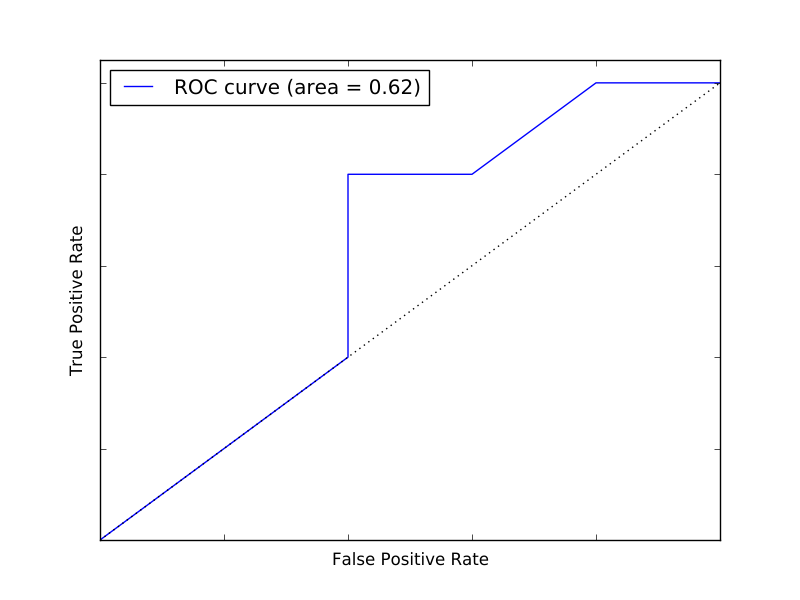 ROC curve (area = 0.62)
True Positive Rate
False Positive Rate